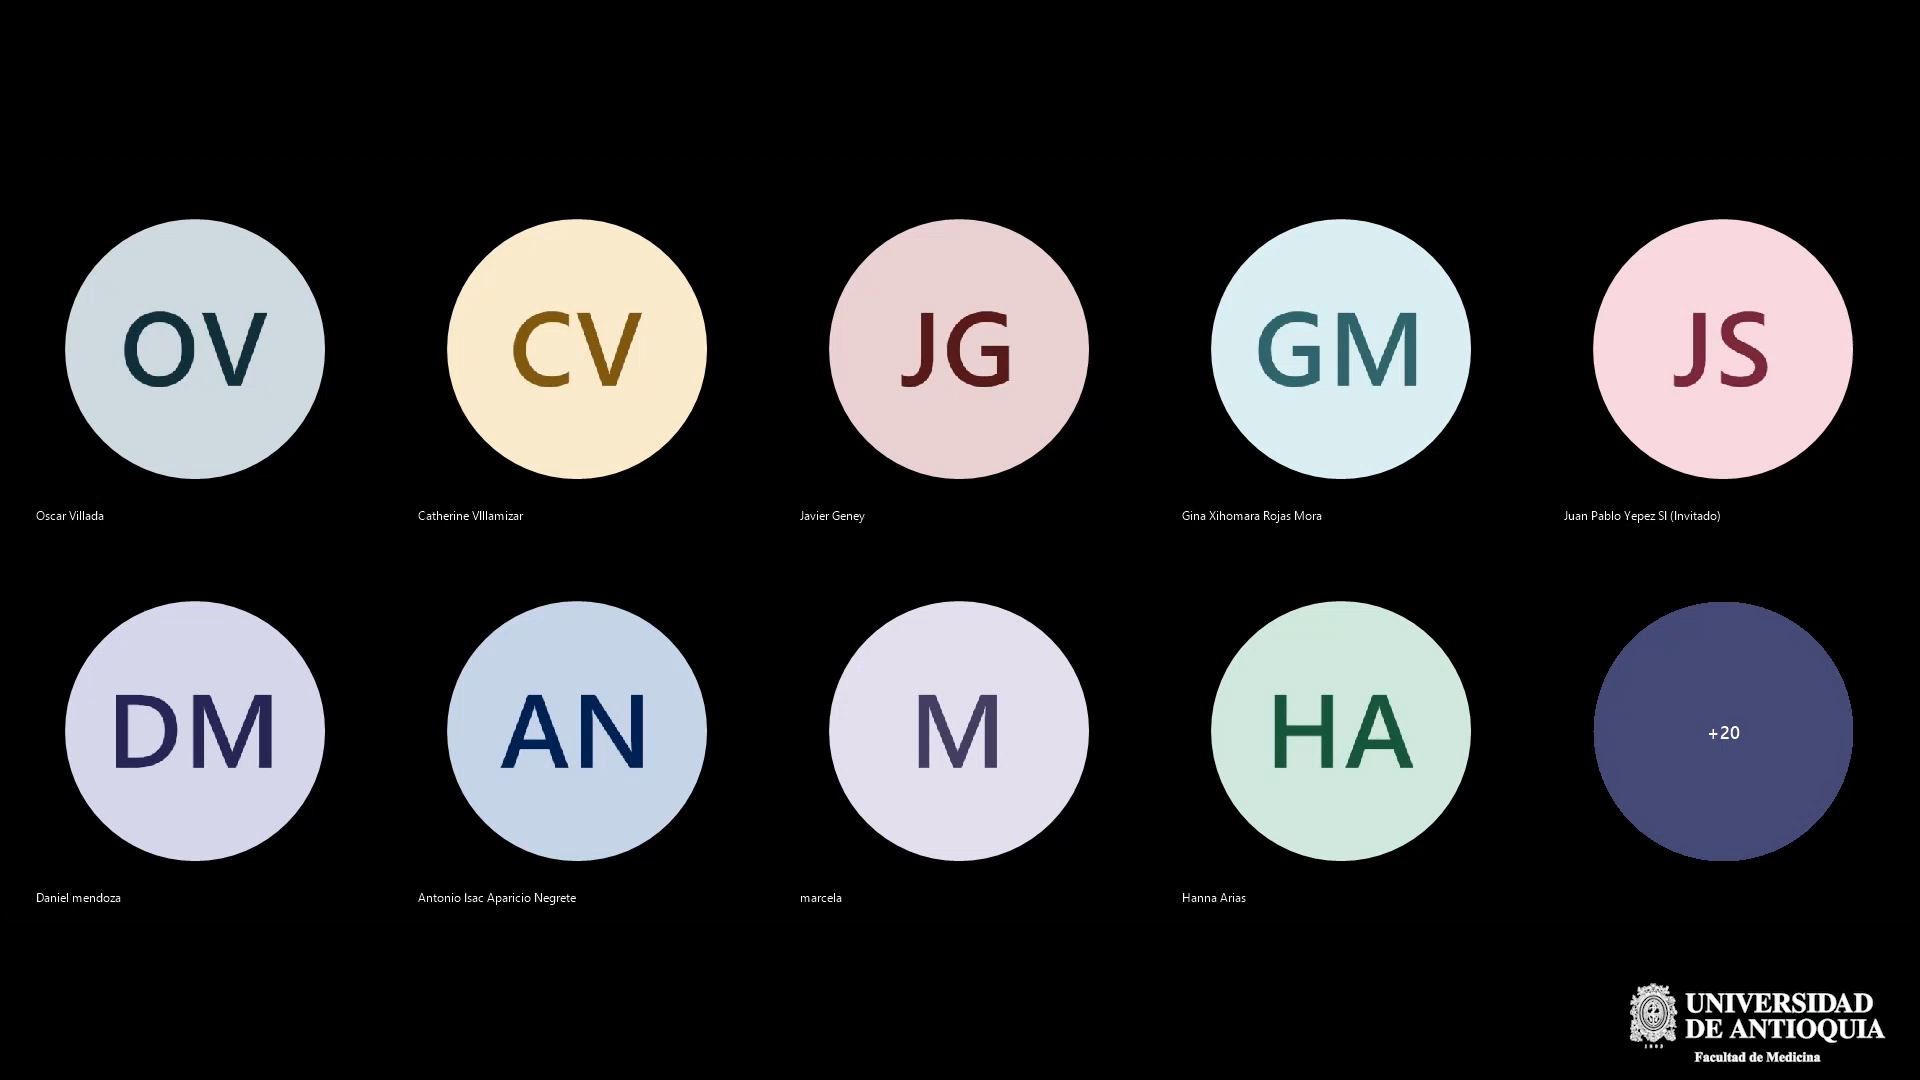 OV
CV
JG
GM
JS
Oscar Villada
Catherine VIllamizar
Javier Geney
Gina Xihomara Rojas Mora
Juan Pablo Yepez SI (Invitado)
DM
AN
M
HA
+20
Daniel mendoza
Antonio Isac Aparicio Negrete
marcela
Hanna Arias
UNIVERSIDAD
DE ANTIOQUIA
1803
Facultad de Medicina